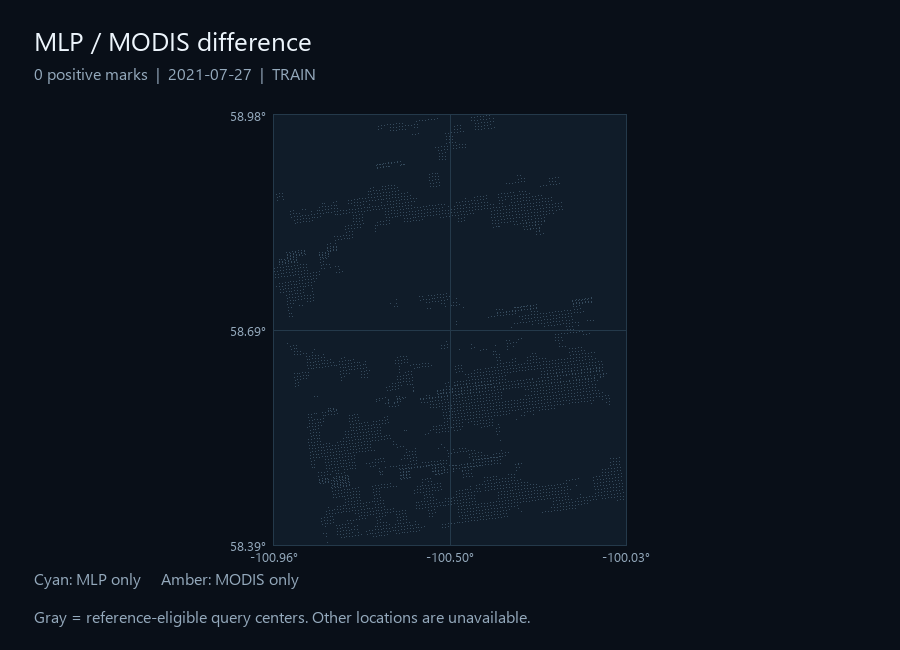 MLP / MODIS difference
0 positive marks | 2021-07-27 | TRAIN
58.98°
58.69°
58.39°
-100.96° -100.50° -100.03°
Cyan: MLP only Amber: MODIS only
Gray = reference-eligible query centers. Other locations are unavailable.